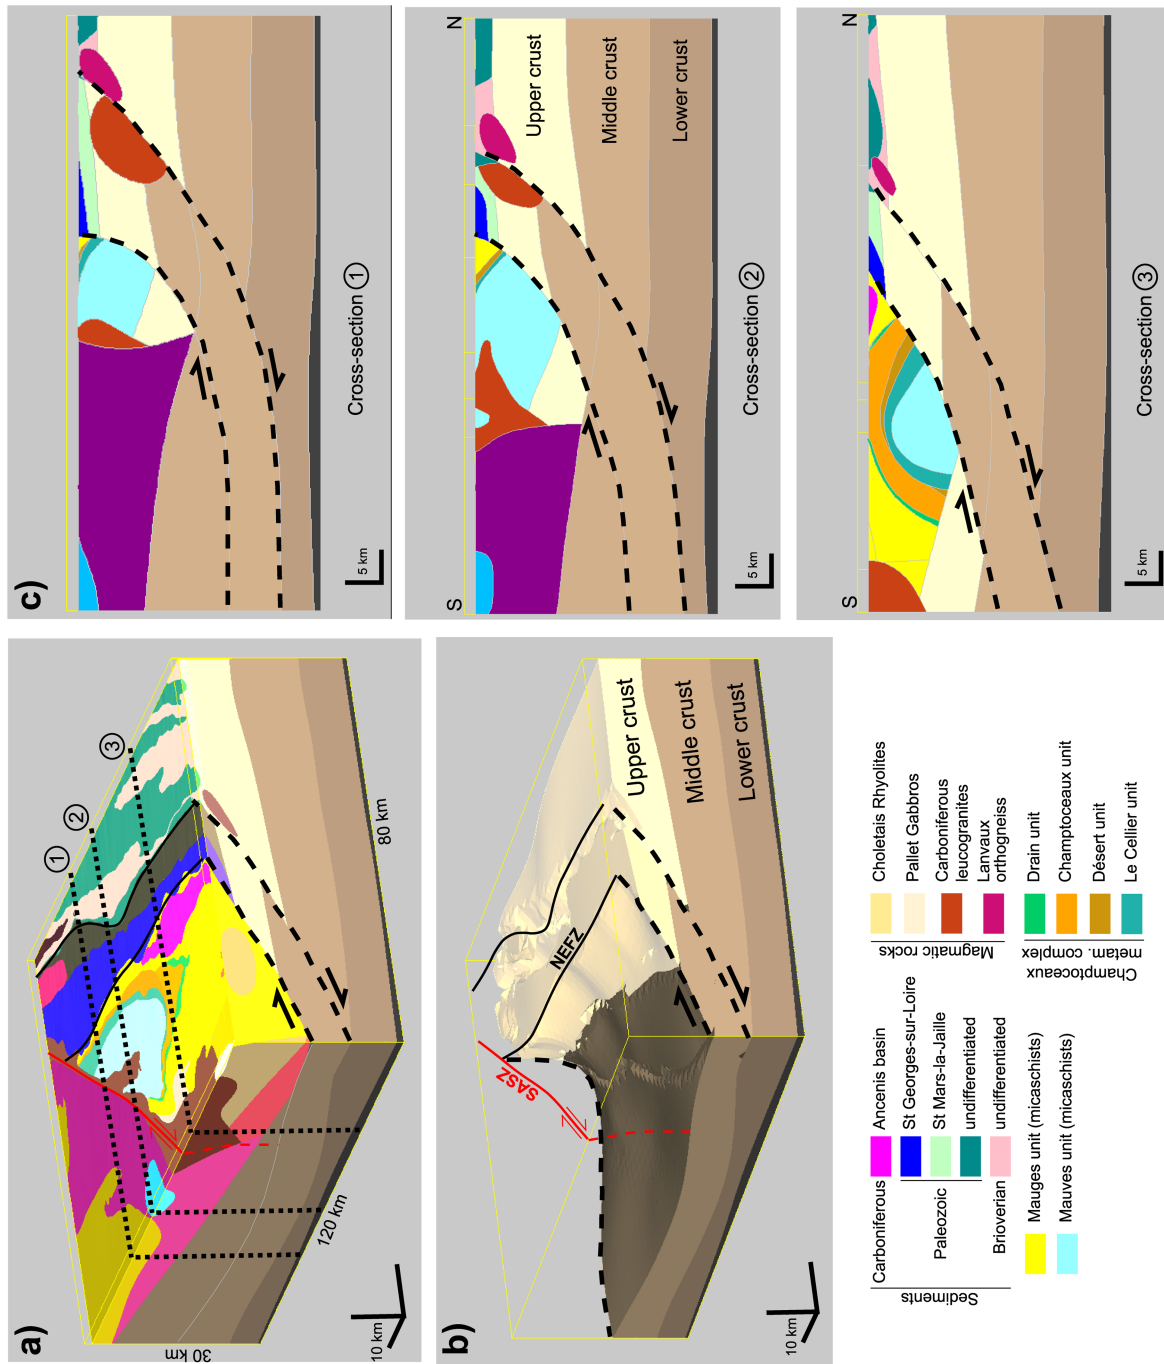 a)
①
②
③
30 km
120 km
80 km
10 km
b)
SASZ
NEFZ
Upper crust
Middle crust
Lower crust
10 km
c)
5 km
Cross-section ①
S
N
Upper crust
Middle crust
Lower crust
5 km
Cross-section ②
S
N
5 km
Cross-section ③
Sediments
Carboniferous
Ancenis basin
Paleozoic
St Georges-sur-Loire
St Mars-la-Jaille
undifferentiated
Brioverian
undifferentiated
Mauges unit (micaschists)
Mauves unit (micaschists)
Magmatic rocks
Choletais Rhyolites
Pallet Gabbros
Carboniferous
leucogranites
Lanvaux
orthogneiss
Champtoceaux
metam. complex
Drain unit
Champtoceaux unit
Désert unit
Le Cellier unit